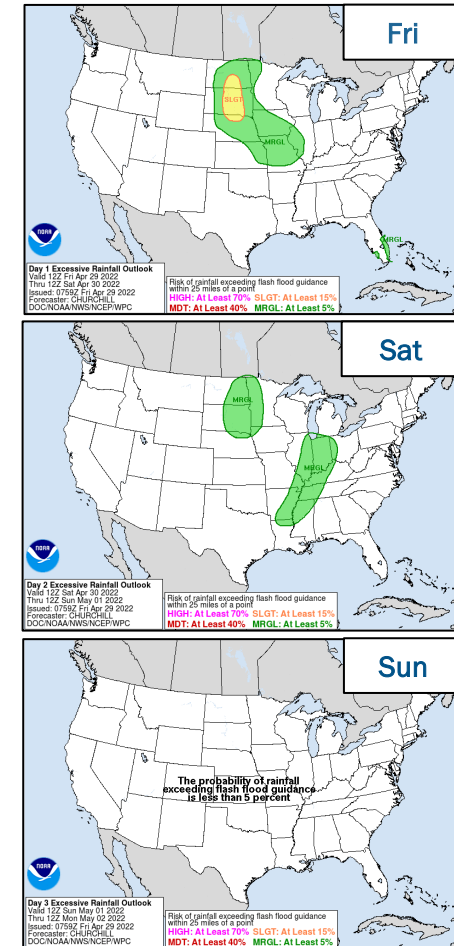 Fri
SLGT
MRGL
MRGL
NOAA
Day 1 Excessive Rainfall Outlook
Valid 12Z Fri Apr 29 2022
Thru 12Z Sat Apr 30 2022
Issued: 0759Z Fri Apr 29 2022
Forecaster: CHURCHILL
DOC/NOAA/NWS/NCEP/WPC
Risk of rainfall exceeding flash flood guidance
within 25 miles of a point
HIGH: At Least 70% SLGT: At Least 15%
MDT: At Least 40% MRGL: At Least 5%
Sat
MRGL
MRGL
NOAA
Day 2 Excessive Rainfall Outlook
Valid 12Z Sat Apr 30 2022
Thru 12Z Sun May 01 2022
Issued: 0759Z Fri Apr 29 2022
Forecaster: CHURCHILL
DOC/NOAA/NWS/NCEP/WPC
Risk of rainfall exceeding flash flood guidance
within 25 miles of a point
HIGH: At Least 70% SLGT: At Least 15%
MDT: At Least 40% MRGL: At Least 5%
Sun
The probability of rainfall
exceeding flash flood guidance
is less than 5 percent
NOAA
Day 3 Excessive Rainfall Outlook
Valid 12Z Sun May 01 2022
Thru 12Z Mon May 02 2022
Issued: 0759Z Fri Apr 29 2022
Forecaster: CHURCHILL
DOC/NOAA/NWS/NCEP/WPC
Risk of rainfall exceeding flash flood guidance
within 25 miles of a point
HIGH: At Least 70% SLGT: At Least 15%
MDT: At Least 40% MRGL: At Least 5%